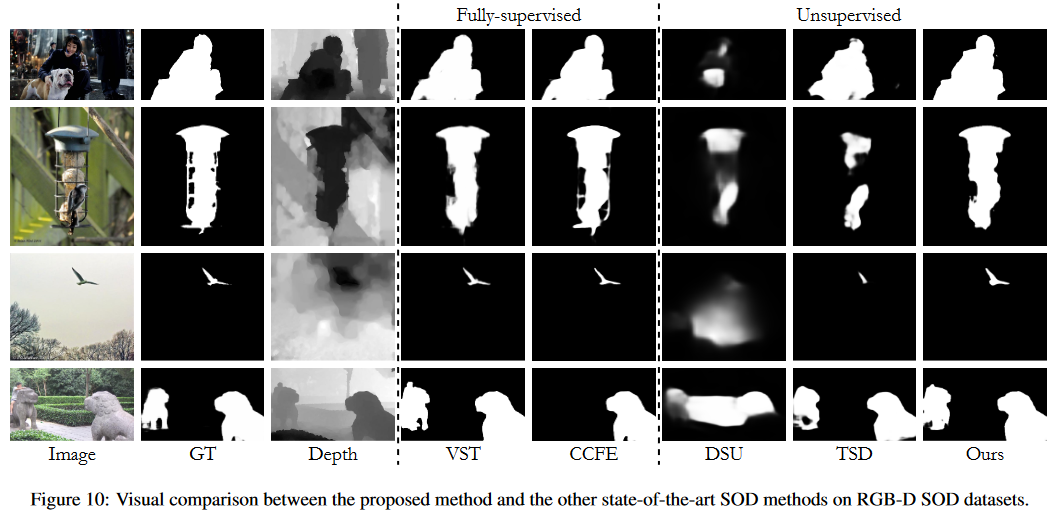 Fully-supervised Unsupervised
Image GT Depth VST CCFE DSU TSD Ours
Figure 10: Visual comparison between the proposed method and the other state-of-the-art SOD methods on RGB-D SOD datasets.